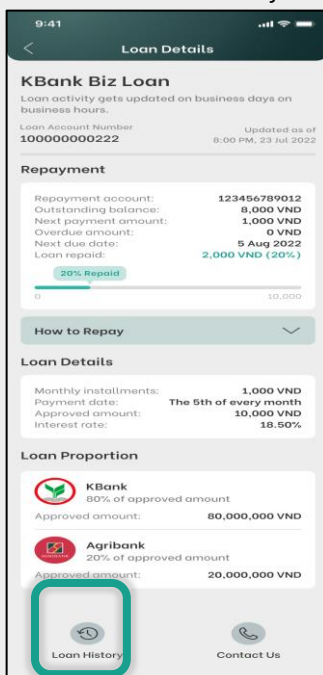 9:41
Loan Details
KBank Biz Loan
Loan activity gets updated on business days on
business hours.
Loan Account Number
Updated as of
100000000222
8:00 PM, 23 Jul 2022
Repayment
Repayment account: 123456789012
Outstanding balance: 8,000 VND
Next payment amount: 1,000 VND
Overdue amount: 0 VND
Next due date: 5 Aug 2022
Loan repaid: 2,000 VND (20%)
20% Repaid
0 10,000
How to Repay
Loan Details
Monthly installments: 1,000 VND
Payment date: The 5th of every month
Approved amount: 10,000 VND
Interest rate: 18.50%
Loan Proportion
KBank
80% of approved amount
Approved amount: 80,000,000 VND
Agribank
20% of approved amount
Approved amount: 20,000,000 VND
Loan History Contact Us